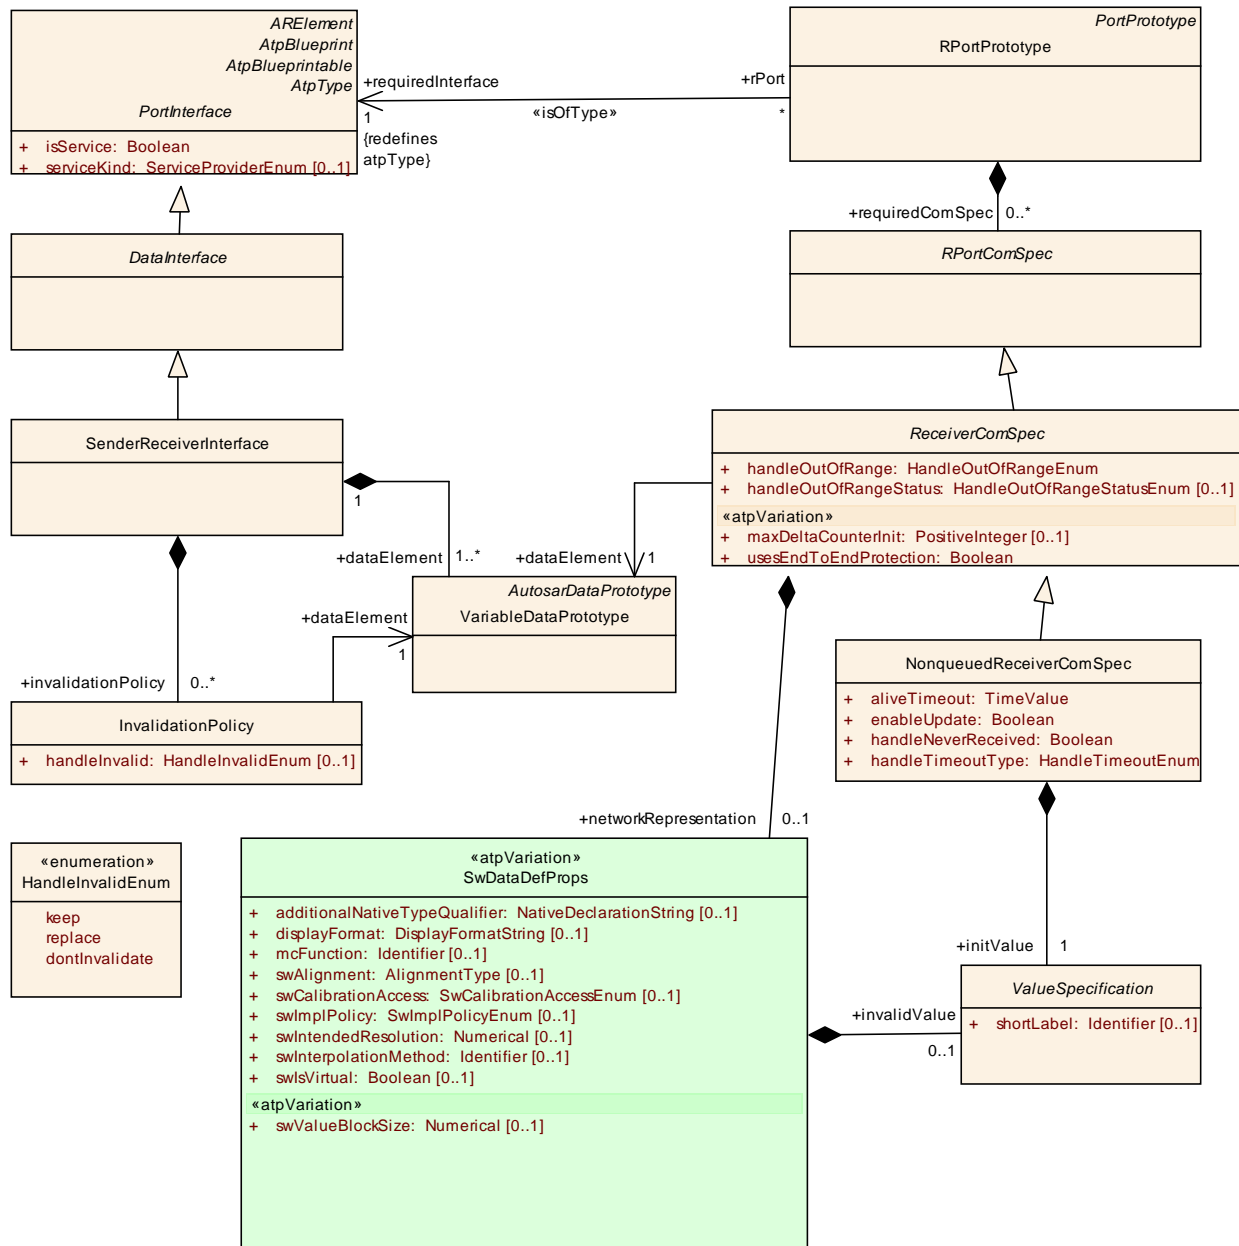 ARElement
AtpBlueprint
AtpBlueprintable
AtpType
PortInterface
+ isService: Boolean
+ serviceKind: ServiceProviderEnum [0..1]
+requiredInterface
1
{redefines
atpType}
«isOfType»
+rPort
*
PortPrototype
RPortPrototype
+requiredComSpec
0..*
DataInterface
RPortComSpec
SenderReceiverInterface
1
+dataElement
1..*
+dataElement
1
ReceiverComSpec
+ handleOutOfRange: HandleOutOfRangeEnum
+ handleOutOfRangeStatus: HandleOutOfRangeStatusEnum [0..1]
«atpVariation»
+ maxDeltaCounterInit: PositiveInteger [0..1]
+ usesEndToEndProtection: Boolean
AutosarDataPrototype
VariableDataPrototype
+dataElement
1
+invalidationPolicy
0..*
InvalidationPolicy
+ handleInvalid: HandleInvalidEnum [0..1]
NonqueuedReceiverComSpec
+ aliveTimeout: TimeValue
+ enableUpdate: Boolean
+ handleNeverReceived: Boolean
+ handleTimeoutType: HandleTimeoutEnum
+networkRepresentation
0..1
«enumeration»
HandleInvalidEnum
keep
replace
dontInvalidate
«atpVariation»
SwDataDefProps
+ additionalNativeTypeQualifier: NativeDeclarationString [0..1]
+ displayFormat: DisplayFormatString [0..1]
+ mcFunction: Identifier [0..1]
+ swAlignment: AlignmentType [0..1]
+ swCalibrationAccess: SwCalibrationAccessEnum [0..1]
+ swImplPolicy: SwImplPolicyEnum [0..1]
+ swIntendedResolution: Numerical [0..1]
+ swInterpolationMethod: Identifier [0..1]
+ swIsVirtual: Boolean [0..1]
«atpVariation»
+ swValueBlockSize: Numerical [0..1]
+initValue
1
+invalidValue
0..1
ValueSpecification
+ shortLabel: Identifier [0..1]